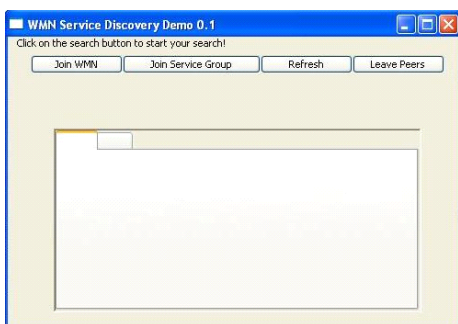 WMN Service Discovery Demo 0.1
Click on the search button to start your search!
Join WMN Join Service Group Refresh Leave Peers